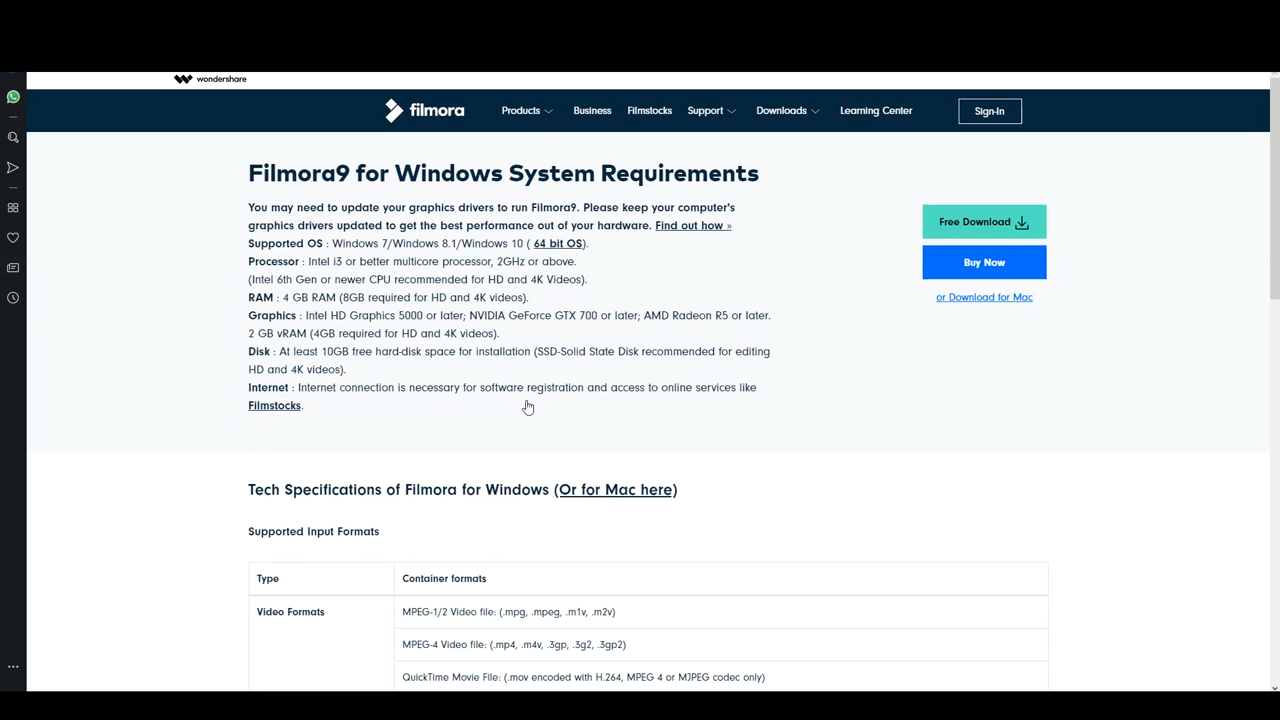 wondershare
filmora Products Business Filmstocks Support Downloads Learning Center Sign-In
Filmora9 for Windows System Requirements
You may need to update your graphics drivers to run Filmora9. Please keep your computer's
graphics drivers updated to get the best performance out of your hardware. Find out how »
Supported OS : Windows 7/Windows 8.1/Windows 10 ( 64 bit OS).
Processor : Intel i3 or better multicore processor, 2GHz or above.
(Intel 6th Gen or newer CPU recommended for HD and 4K Videos).
RAM : 4 GB RAM (8GB required for HD and 4K videos).
Graphics : Intel HD Graphics 5000 or later; NVIDIA GeForce GTX 700 or later; AMD Radeon R5 or later.
2 GB vRAM (4GB required for HD and 4K videos).
Disk : At least 10GB free hard-disk space for installation (SSD-Solid State Disk recommended for editing
HD and 4K videos).
Internet : Internet connection is necessary for software registration and access to online services like
Filmstocks.
Free Download
Buy Now
or Download for Mac
Tech Specifications of Filmora for Windows (Or for Mac here)
Supported Input Formats
Type Container formats
Video Formats MPEG-1/2 Video file: (.mpg, .mpeg, .m1v, .m2v)
MPEG-4 Video file: (.mp4, .m4v, .3gp, .3g2, .3gp2)
QuickTime Movie File: (.mov encoded with H.264, MPEG 4 or MJPEG codec only)